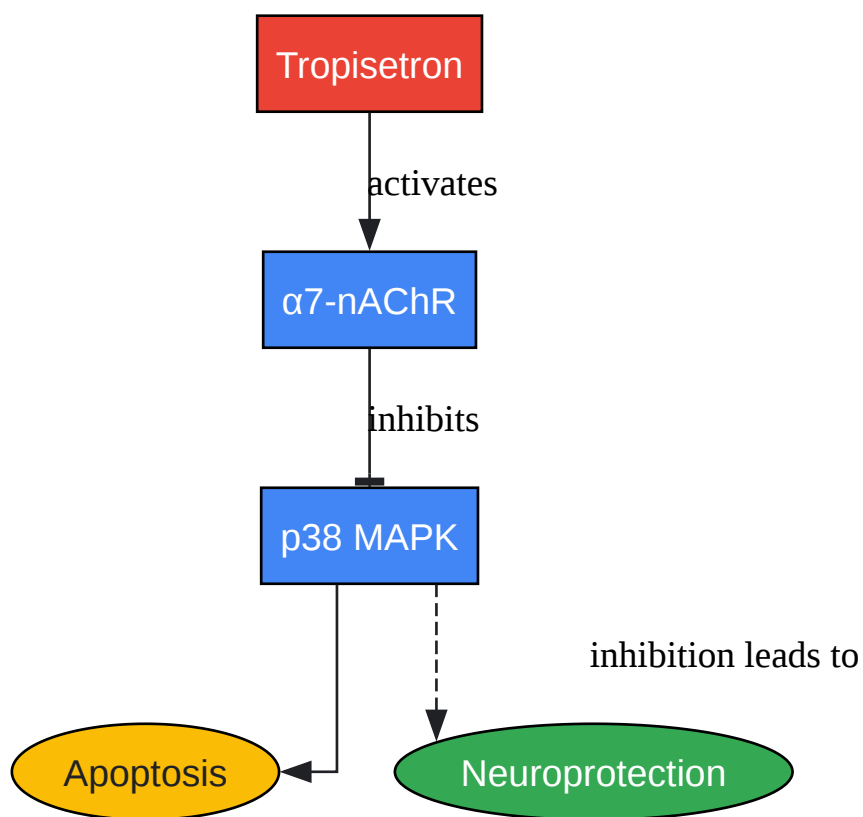 Tropisetron
activates
α7-nAChR
inhibits
p38 MAPK
inhibition leads to
Apoptosis
Neuroprotection